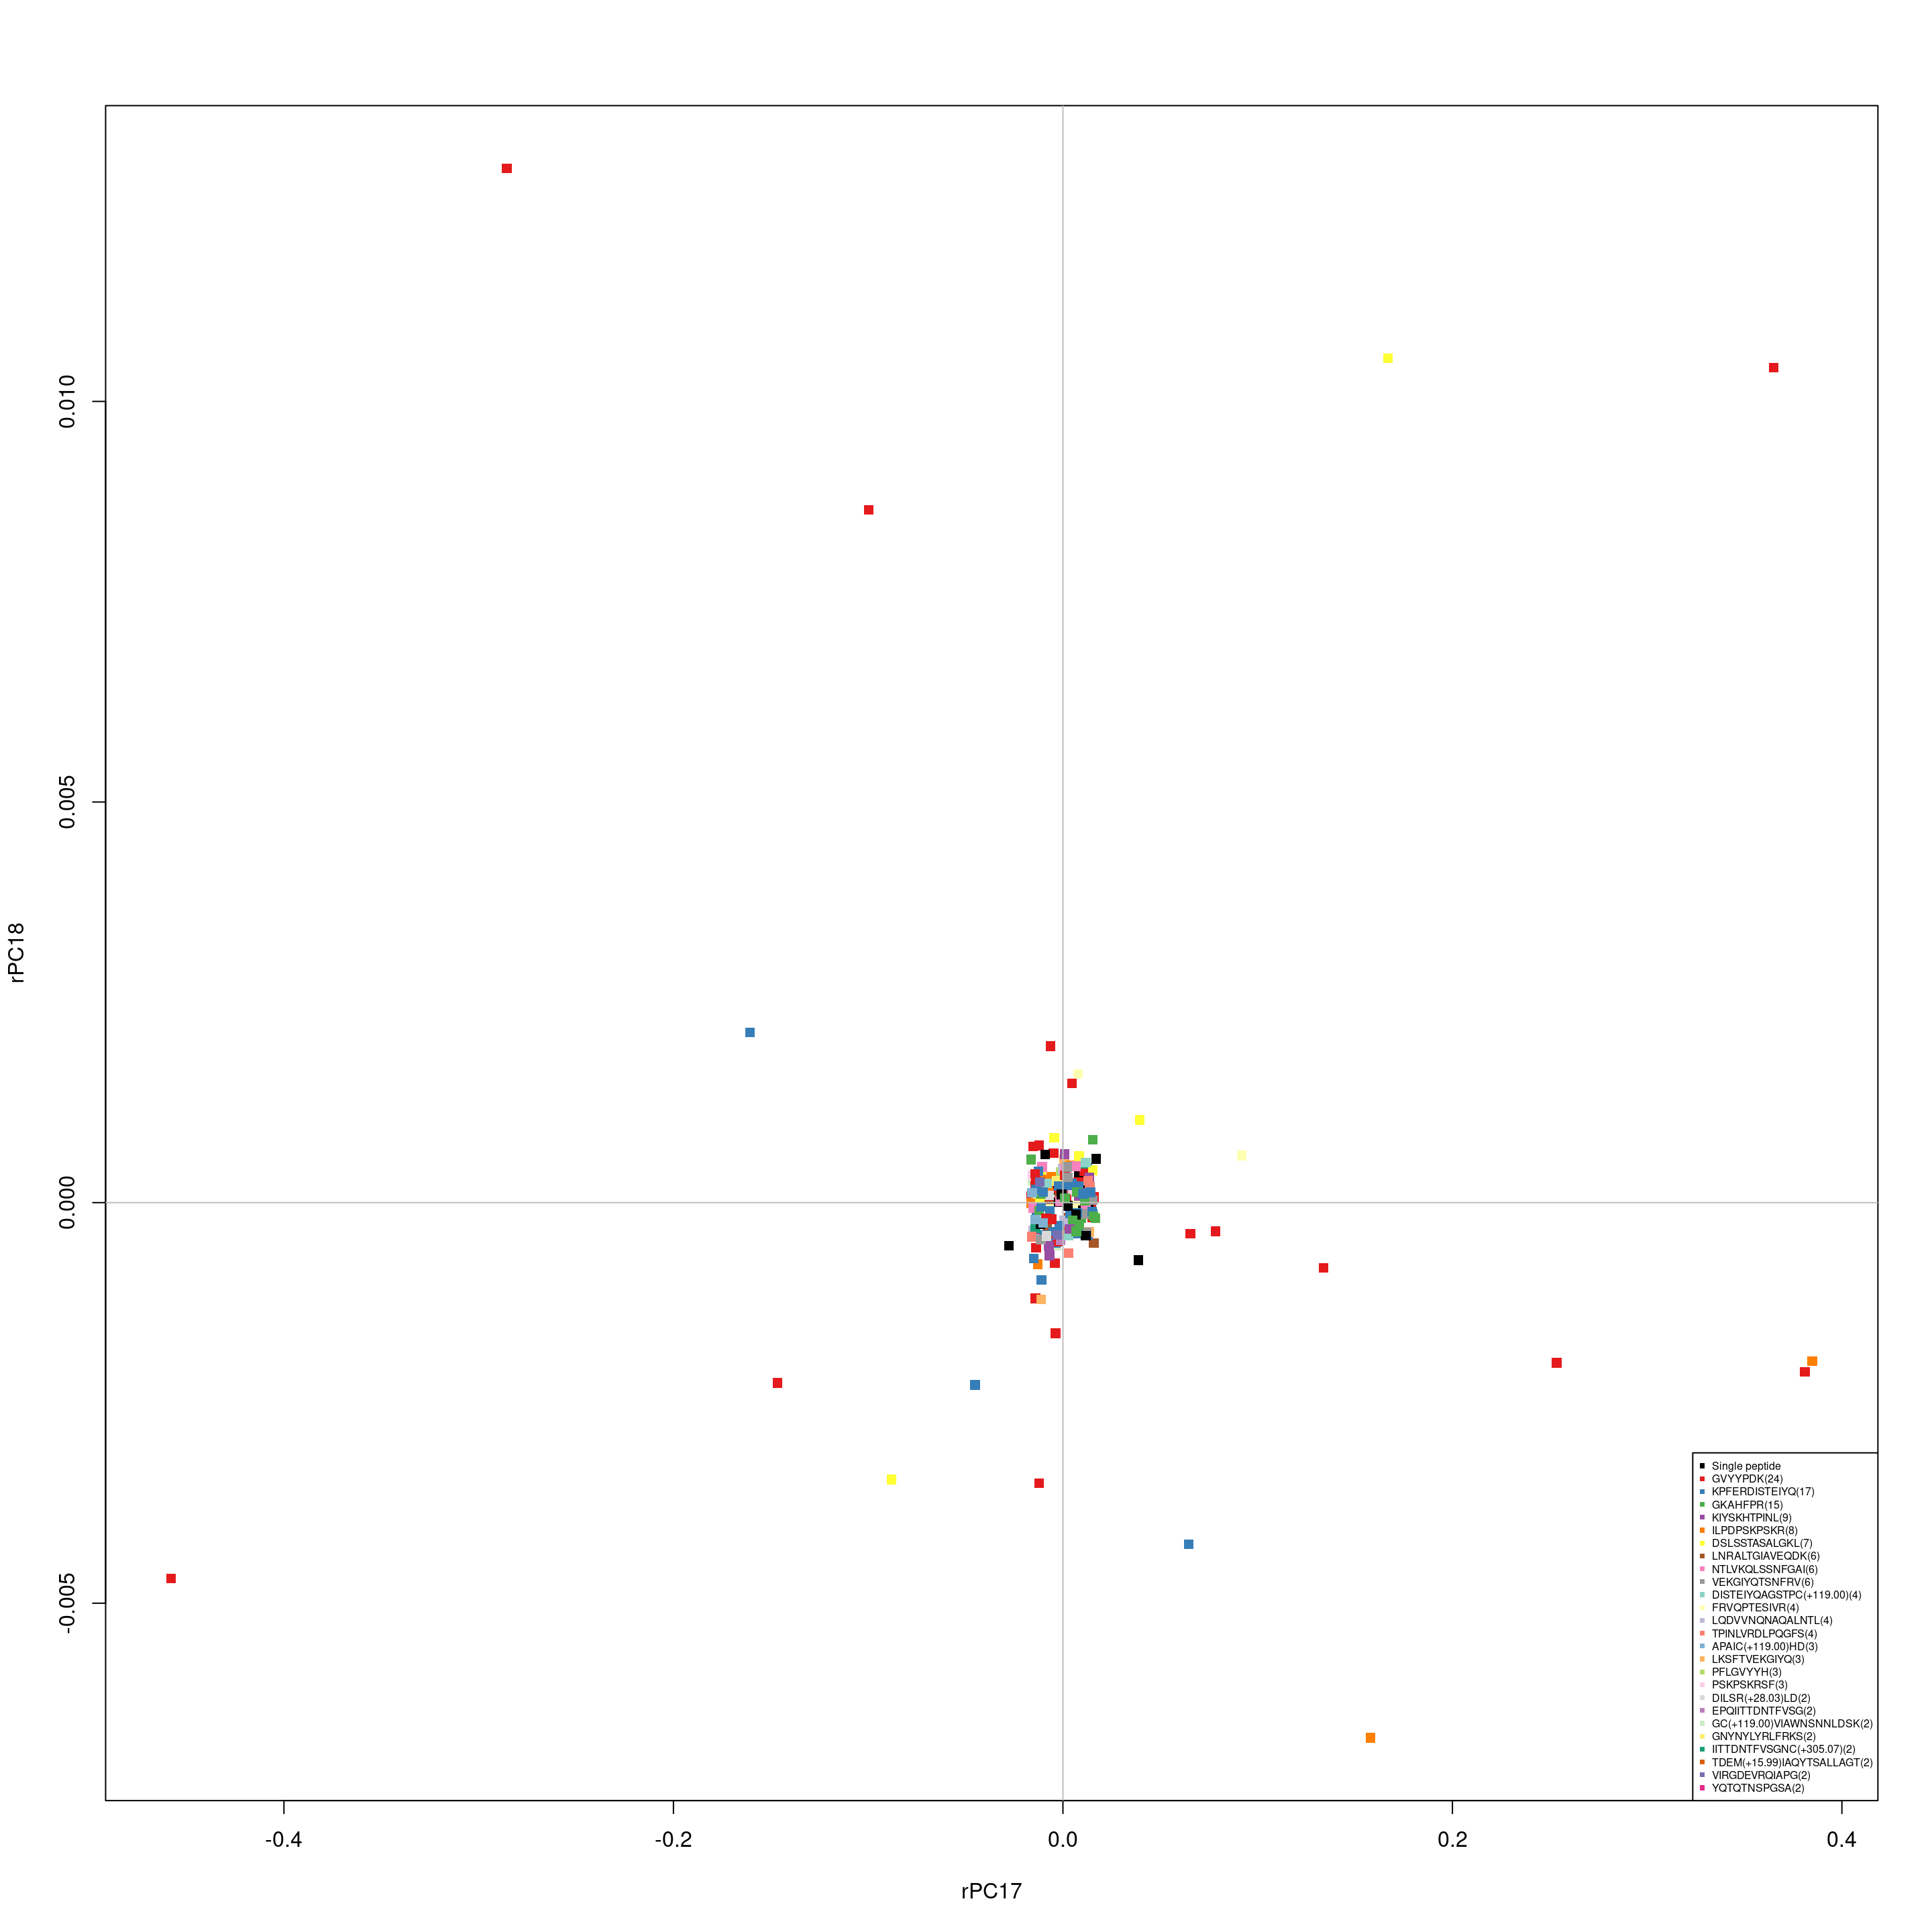 0.010
0.005
0.000
-0.005
rPC18
Single peptide
GVYYPDK(24)
KPFERDISTEIYQ(17)
GKAHFPR(15)
KIYSKHTPINL(9)
ILPDPSKPSKR(8)
DSLSSTASALGKL(7)
LNRALTGIAVEQDK(6)
NTLVKQLSSNFGAI(6)
VEKGIYQTSNFRV(6)
DISTEIYQAGSTPC(+119.00)(4)
FRVQPTESIVR(4)
LQDVVNQNAQALNTL(4)
TPINLVRDLPQGFS(4)
APAIC(+119.00)HD(3)
LKSFTVEKGIYQ(3)
PFLGVYYH(3)
PSKPSKRSF(3)
DILSR(+28.03)LD(2)
EPQIITTDNTFVSG(2)
GC(+119.00)VIAWNSNNLDSK(2)
GNYNYLYRLFRKS(2)
IITTDNTFVSGNC(+305.07)(2)
TDEM(+15.99)IAQYTSALLAGT(2)
VIRGDEVRQIAPG(2)
YQTQTNSPGSA(2)
-0.4 -0.2 0.0 0.2 0.4
rPC17